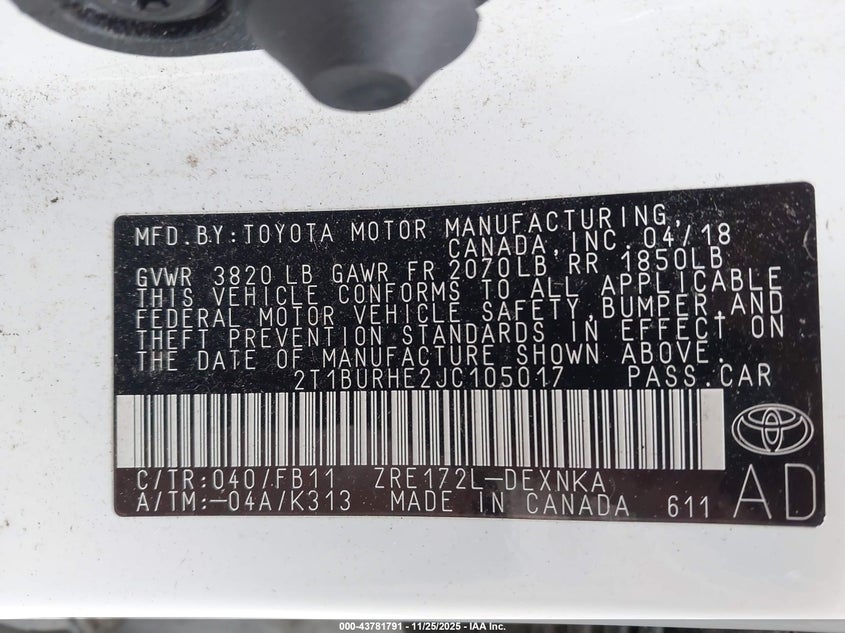 MFD.BY:TOYOTA MOTOR MANUFACTURING,
CANADA,INC. 04/18
GVWR 3820 LB GAWR FR 2070LB RR 1850LB
THIS VEHICLE CONFORMS TO ALL APPLICABLE
FEDERAL MOTOR VEHICLE SAFETY,BUMPER,AND
THEFT PREVENTION STANDARDS IN EFFECT ON
THE DATE OF MANUFACTURE SHOWN ABOVE.
2T1BURHE2JC105017 PASS.CAR
C/TR:040/FB11 ZRE172L-DEXNKA
A/TM:-04A/K313 MADE IN CANADA 611
AD
000-43781791 - 11/25/2025 - IAA Inc.